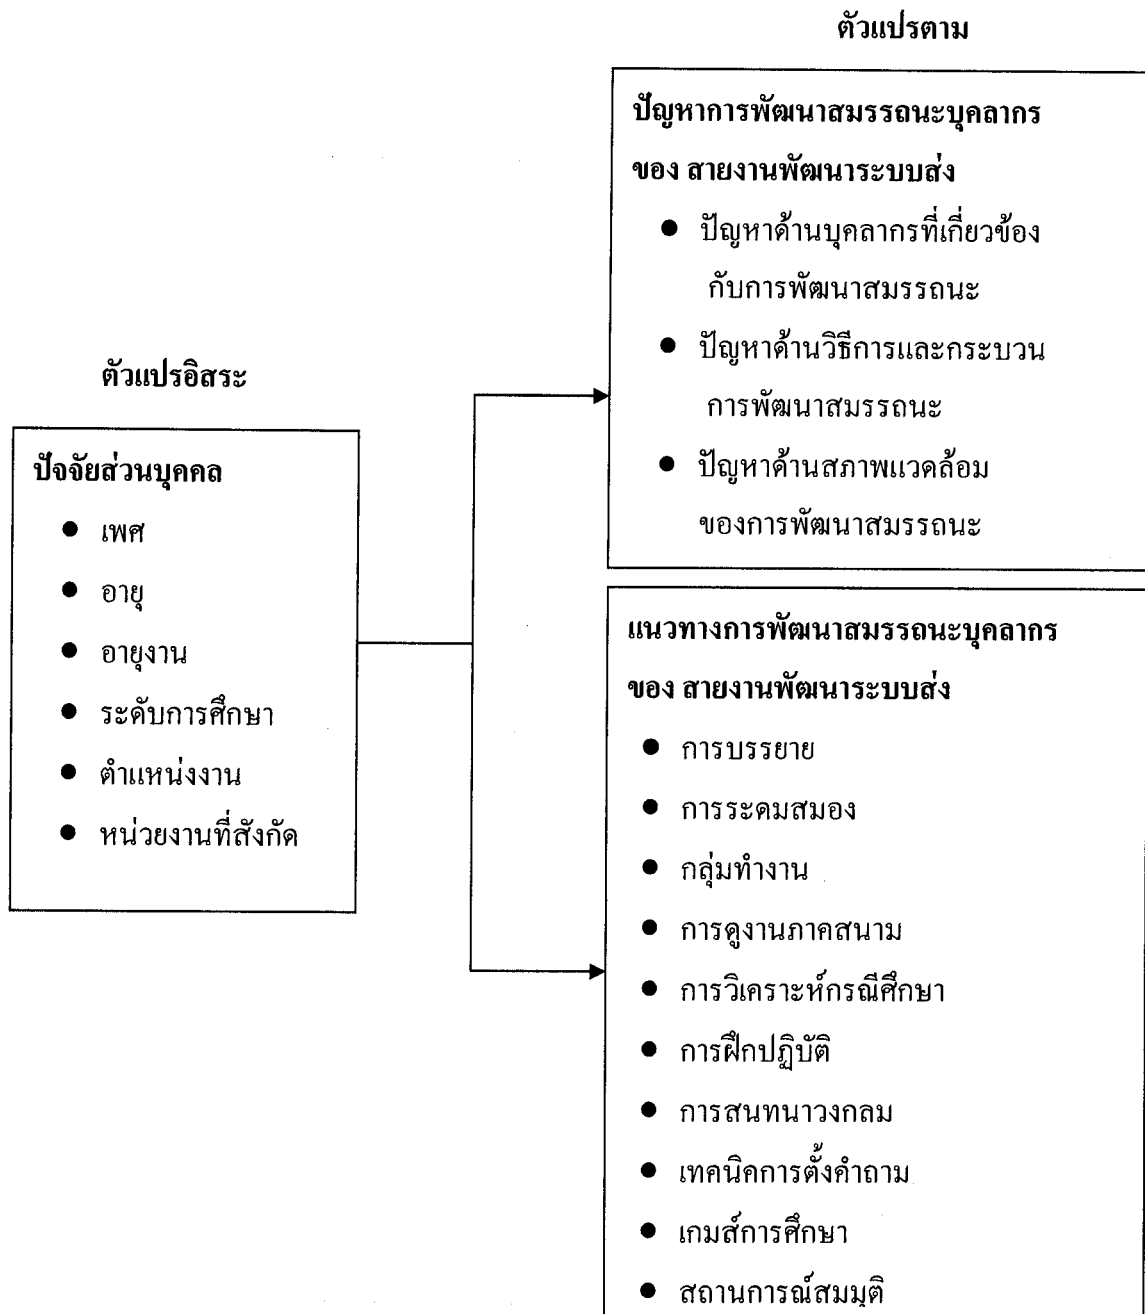 ตัวแปรตาม
ปัญหาการพัฒนาสมรรถนะบุคลากร
ของ สายงานพัฒนาระบบส่ง
● ปัญหาด้านบุคลากรที่เกี่ยวข้อง
กับการพัฒนาสมรรถนะ
● ปัญหาด้านวิธีการและกระบวน
การพัฒนาสมรรถนะ
● ปัญหาด้านสภาพแวดล้อม
ของการพัฒนาสมรรถนะ
ตัวแปรอิสระ
ปัจจัยส่วนบุคคล
● เพศ
● อายุ
● อายุงาน
● ระดับการศึกษา
● ตำแหน่งงาน
● หน่วยงานที่สังกัด
แนวทางการพัฒนาสมรรถนะบุคลากร
ของ สายงานพัฒนาระบบส่ง
● การบรรยาย
● การระดมสมอง
● กลุ่มทำงาน
● การดูงานภาคสนาม
● การวิเคราะห์กรณีศึกษา
● การฝึกปฏิบัติ
● การสนทนาวงกลม
● เทคนิคการตั้งคำถาม
● เกมส์การศึกษา
● สถานการณ์สมมุติ